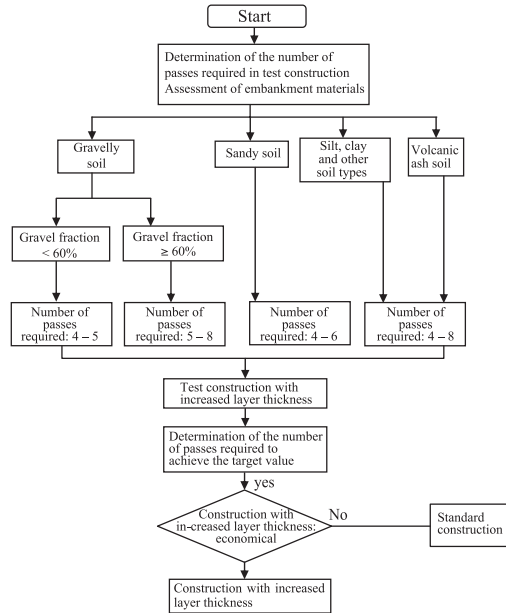 Start
Determination of the number of the
passes required in test construction
Assessment of embankment materials
Gravelly
soil
Sandy soil
Silt, clay
and other
soil types
Volcanic
ash soil
Gravel fraction
< 60%
Gravel fraction
≥ 60%
Number of
passes
required: 4 – 5
Number of
passes
required: 5 – 8
Number of
passes
required: 4 – 6
Number of
passes
required: 4 – 8
Test construction with
increased layer thickness
Determination of the number
of passes required to
achieve the target value
yes
Construction with
in-creased layer thickness:
economical
No
Standard
construction
Construction with increased
layer thickness